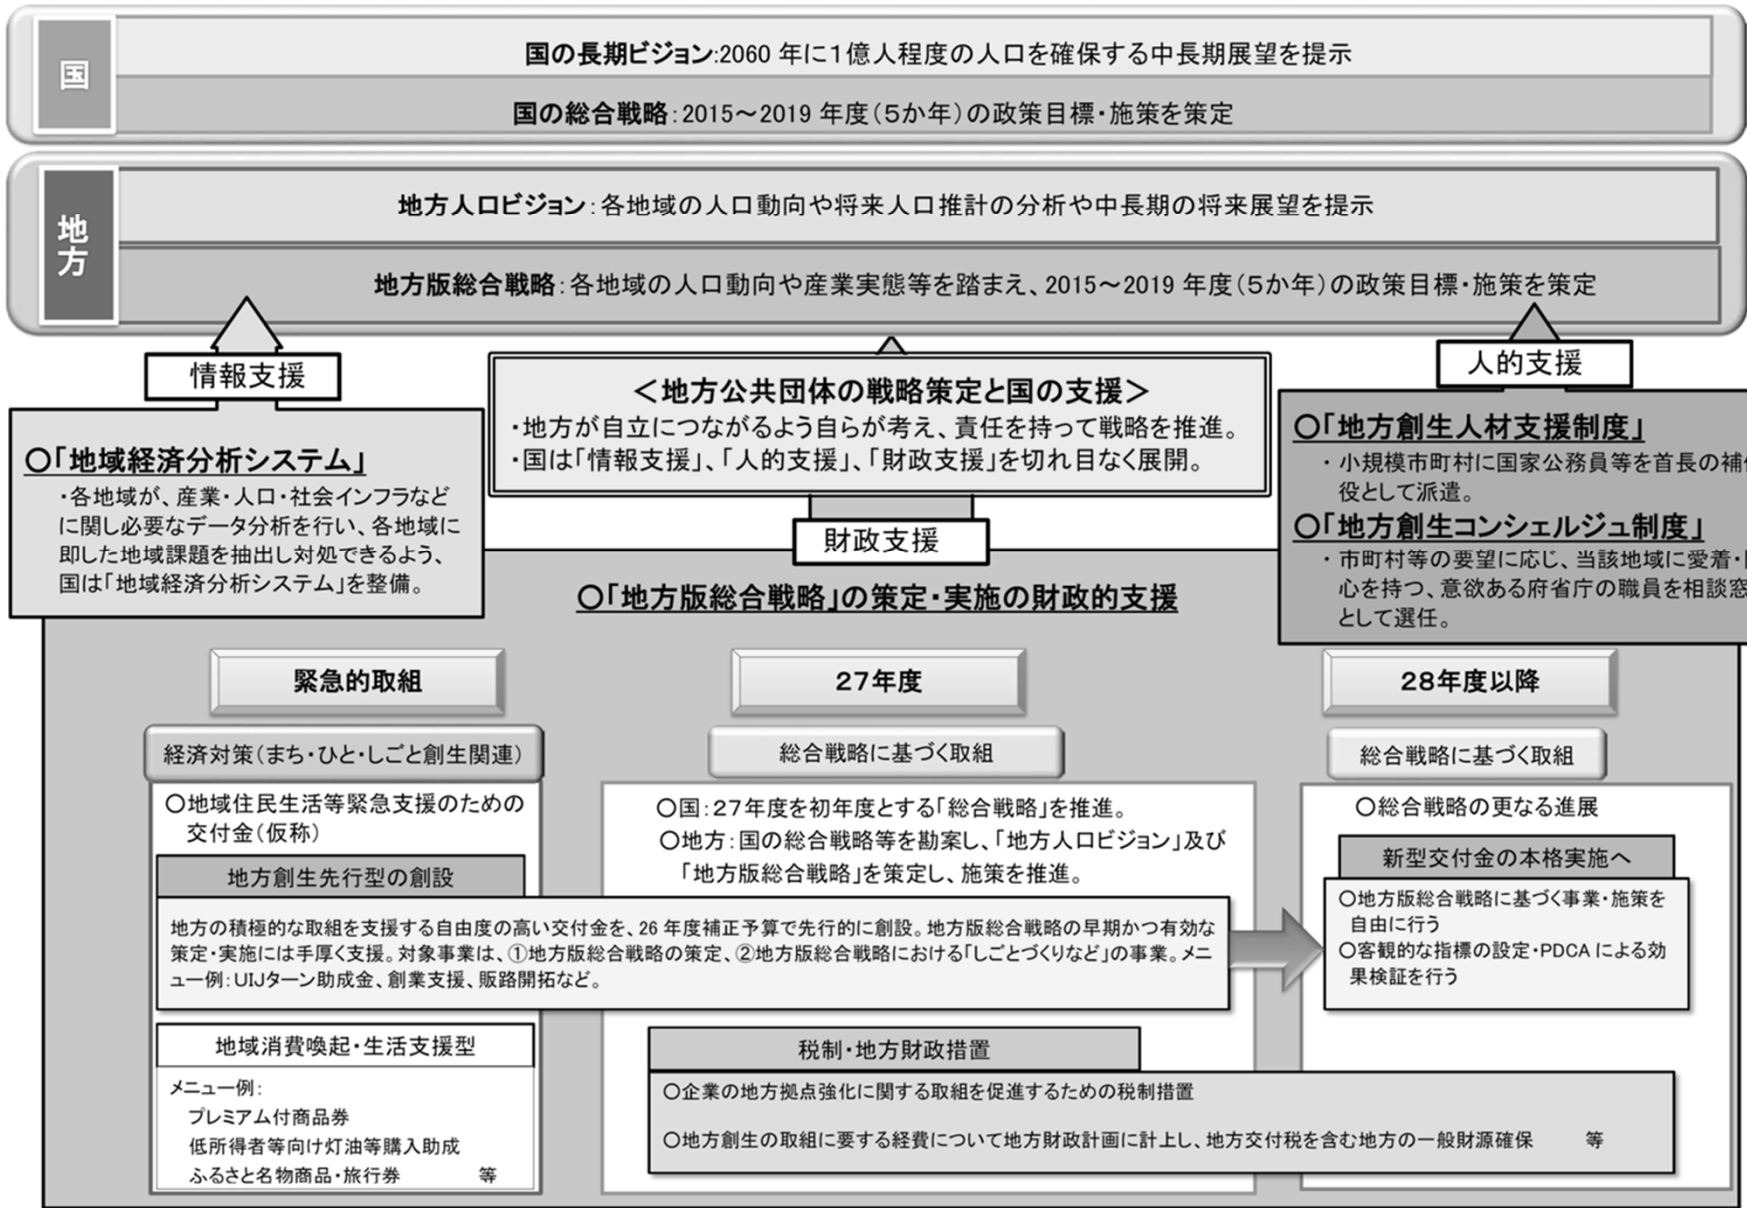 国
国の長期ビジョン:2060 年に1億人程度の人口を確保する中長期展望を提示
国の総合戦略:2015～2019 年度(5か年)の政策目標・施策を策定
地方
地方人口ビジョン:各地域の人口動向や将来人口推計の分析や中長期の将来展望を提示
地方版総合戦略:各地域の人口動向や産業実態等を踏まえ、2015～2019 年度(5か年)の政策目標・施策を策定
情報支援
○「地域経済分析システム」
・各地域が、産業・人口・社会インフラなど
に関し必要なデータ分析を行い、各地域に
即した地域課題を抽出し対処できるよう、
国は「地域経済分析システム」を整備。
＜地方公共団体の戦略策定と国の支援＞
・地方が自立につながるよう自らが考え、責任を持って戦略を推進。
・国は「情報支援」、「人的支援」、「財政支援」を切れ目なく展開。
人的支援
○「地方創生人材支援制度」
・小規模市町村に国家公務員等を首長の補
役として派遣。
○「地方創生コンシェルジュ制度」
・市町村等の要望に応じ、当該地域に愛着・
心を持つ、意欲ある府省庁の職員を相談窓
として選任。
財政支援
○「地方版総合戦略」の策定・実施の財政的支援
緊急的取組
経済対策(まち・ひと・しごと創生関連)
○地域住民生活等緊急支援のための
交付金(仮称)
地方創生先行型の創設
地方の積極的な取組を支援する自由度の高い交付金を、26 年度補正予算で先行的に創設。地方版総合戦略の早期かつ有効な
策定・実施には手厚く支援。対象事業は、①地方版総合戦略の策定、②地方版総合戦略における「しごとづくりなど」の事業。メニ
ュー例:UIJターン助成金、創業支援、販路開拓など。
地域消費喚起・生活支援型
メニュー例:
プレミアム付商品券
低所得者等向け灯油等購入助成
ふるさと名物商品・旅行券 等
27年度
総合戦略に基づく取組
○国:27年度を初年度とする「総合戦略」を推進。
○地方:国の総合戦略等を勘案し、「地方人口ビジョン」及び
「地方版総合戦略」を策定し、施策を推進。
税制・地方財政措置
○企業の地方拠点強化に関する取組を促進するための税制措置
○地方創生の取組に要する経費について地方財政計画に計上し、地方交付税を含む地方の一般財源確保 等
28年度以降
総合戦略に基づく取組
○総合戦略の更なる進展
新型交付金の本格実施へ
○地方版総合戦略に基づく事業・施策を
自由に行う
○客観的な指標の設定・PDCA による効
果検証を行う